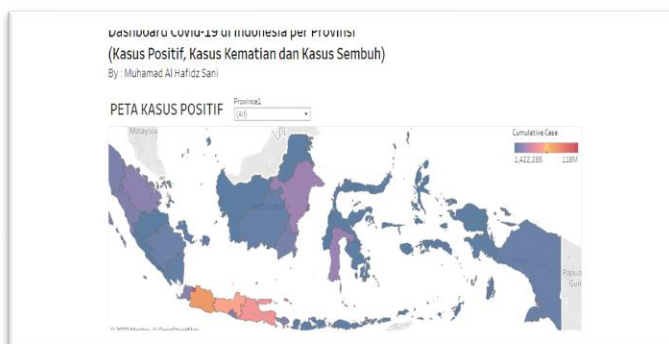 Dashboard Covid-19 di Indonesia per Provinsi
(Kasus Positif, Kasus Kematian dan Kasus Sembuh)
By : Muhamad Al Hafidz Sani
PETA KASUS POSITIF
Province1
(All)
Malaysia
Cumulative Case
1,422,285
118M
Papua